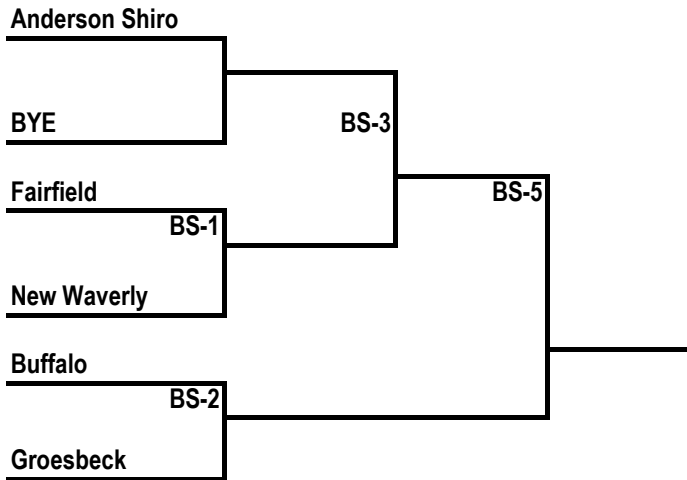 Anderson Shiro
BYE
BS-3
Fairfield
BS-5
BS-1
New Waverly
Buffalo
BS-2
Groesbeck